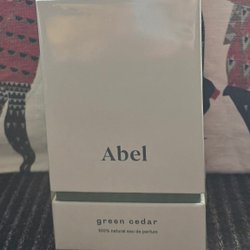 Abel
green cedar
100% natural eau de parfum